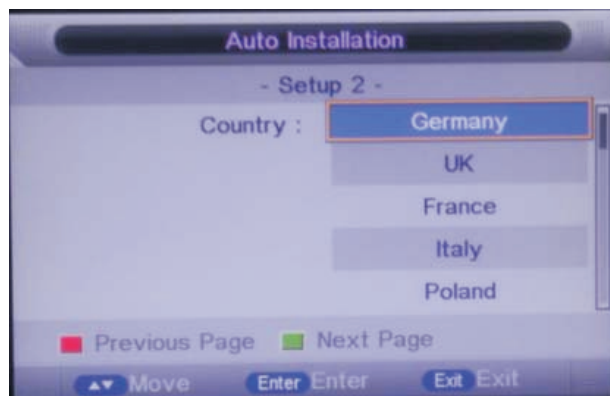 Auto Installation
- Setup 2 -
Country : Germany
UK
France
Italy
Poland
Previous Page Next Page
▲▼ Move Enter Enter Exit Exit